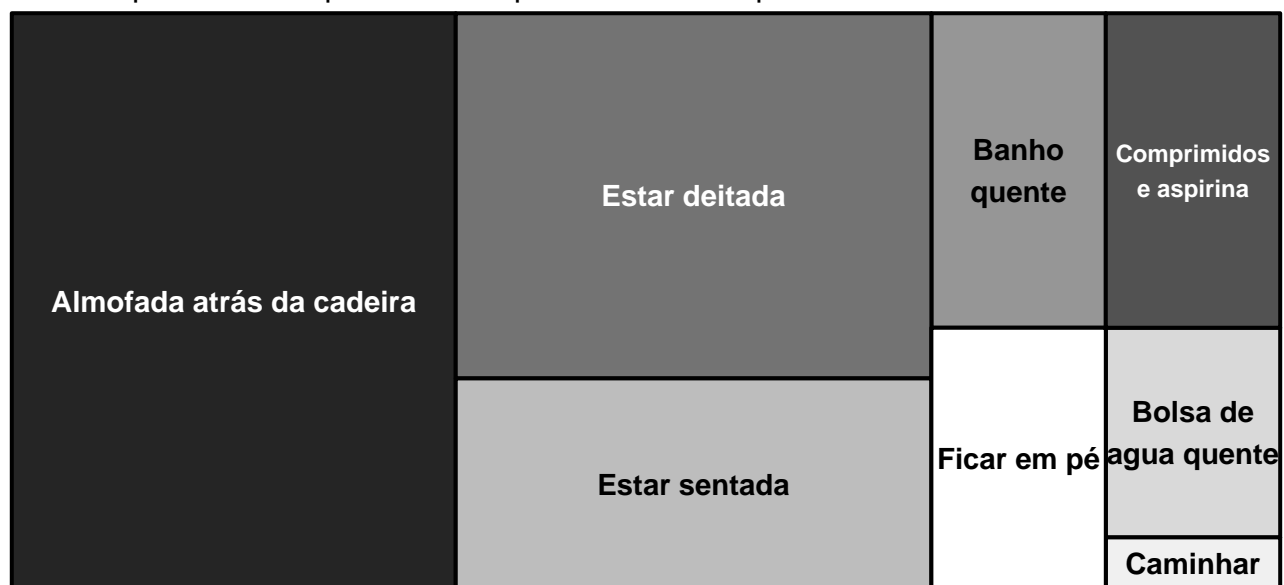 Almofada atrás da cadeira
Estar deitada
Estar sentada
Banho
quente
Comprimidos
e aspirina
Ficar em pé
Bolsa de
agua quente
Caminhar